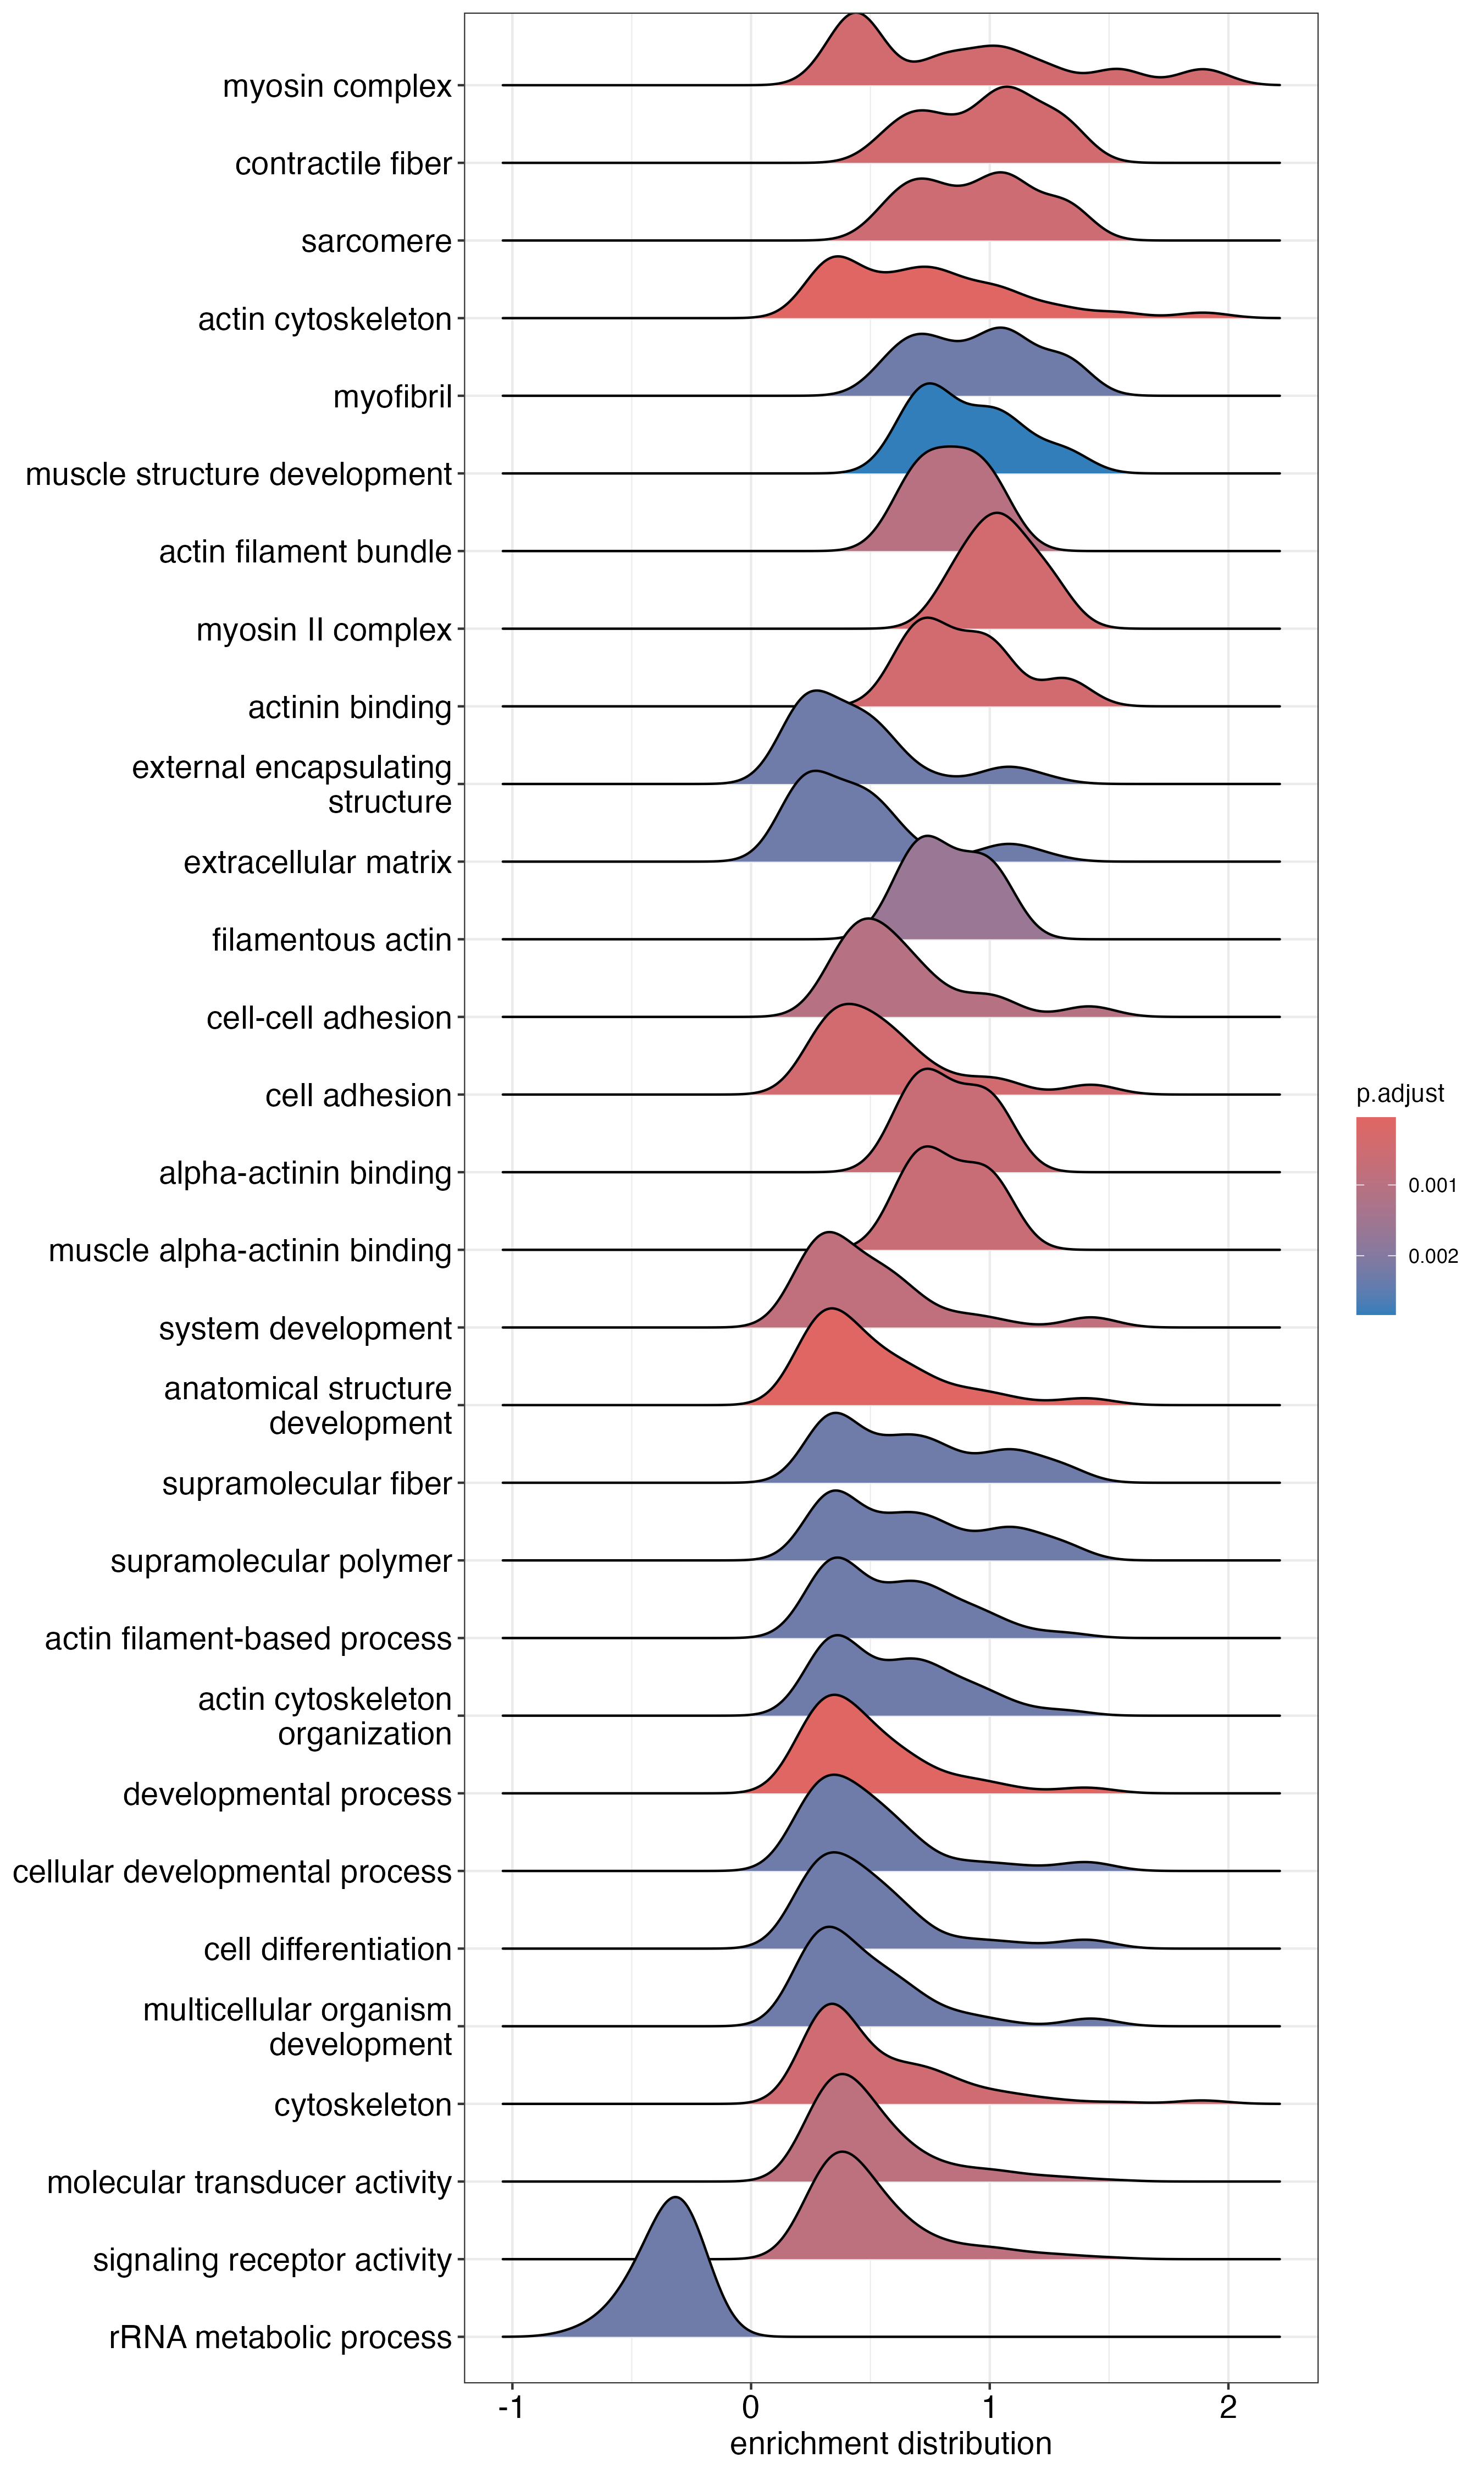 myosin complex
contractile fiber
sarcomere
actin cytoskeleton
myofibril
muscle structure development
actin filament bundle
myosin II complex
actinin binding
external encapsulating
structure
extracellular matrix
filamentous actin
cell-cell adhesion
cell adhesion
alpha-actinin binding
muscle alpha-actinin binding
system development
anatomical structure
development
supramolecular fiber
supramolecular polymer
actin filament-based process
actin cytoskeleton
organization
developmental process
cellular developmental process
cell differentiation
multicellular organism
development
cytoskeleton
molecular transducer activity
signaling receptor activity
rRNA metabolic process
-1 0 1 2
enrichment distribution
p.adjust
0.001
0.002